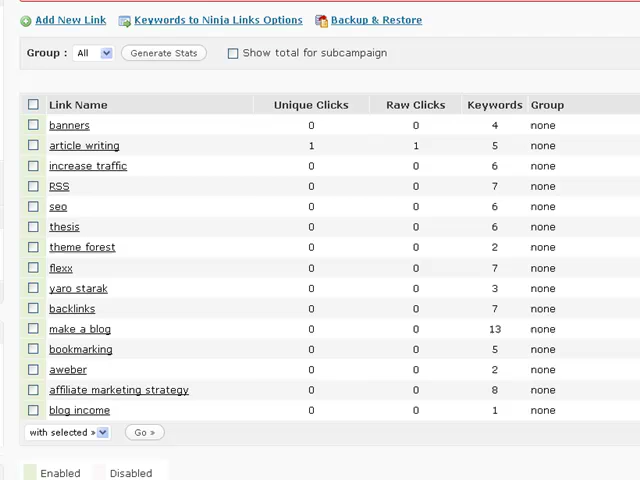 Add New Link Keywords to Ninja Links Options Backup & Restore
Group : All Generate Stats Show total for subcampaign
Link Name Unique Clicks Raw Clicks Keywords Group
banners 0 0 4 none
article writing 1 1 5 none
increase traffic 0 0 6 none
RSS 0 0 7 none
seo 0 0 6 none
thesis 0 0 6 none
theme forest 0 0 2 none
flexx 0 0 7 none
yaro starak 0 0 3 none
backlinks 0 0 7 none
make a blog 0 0 13 none
bookmarking 0 0 5 none
aweber 0 0 2 none
affiliate marketing strategy 0 0 8 none
blog income 0 0 1 none
with selected » Go »
Enabled Disabled